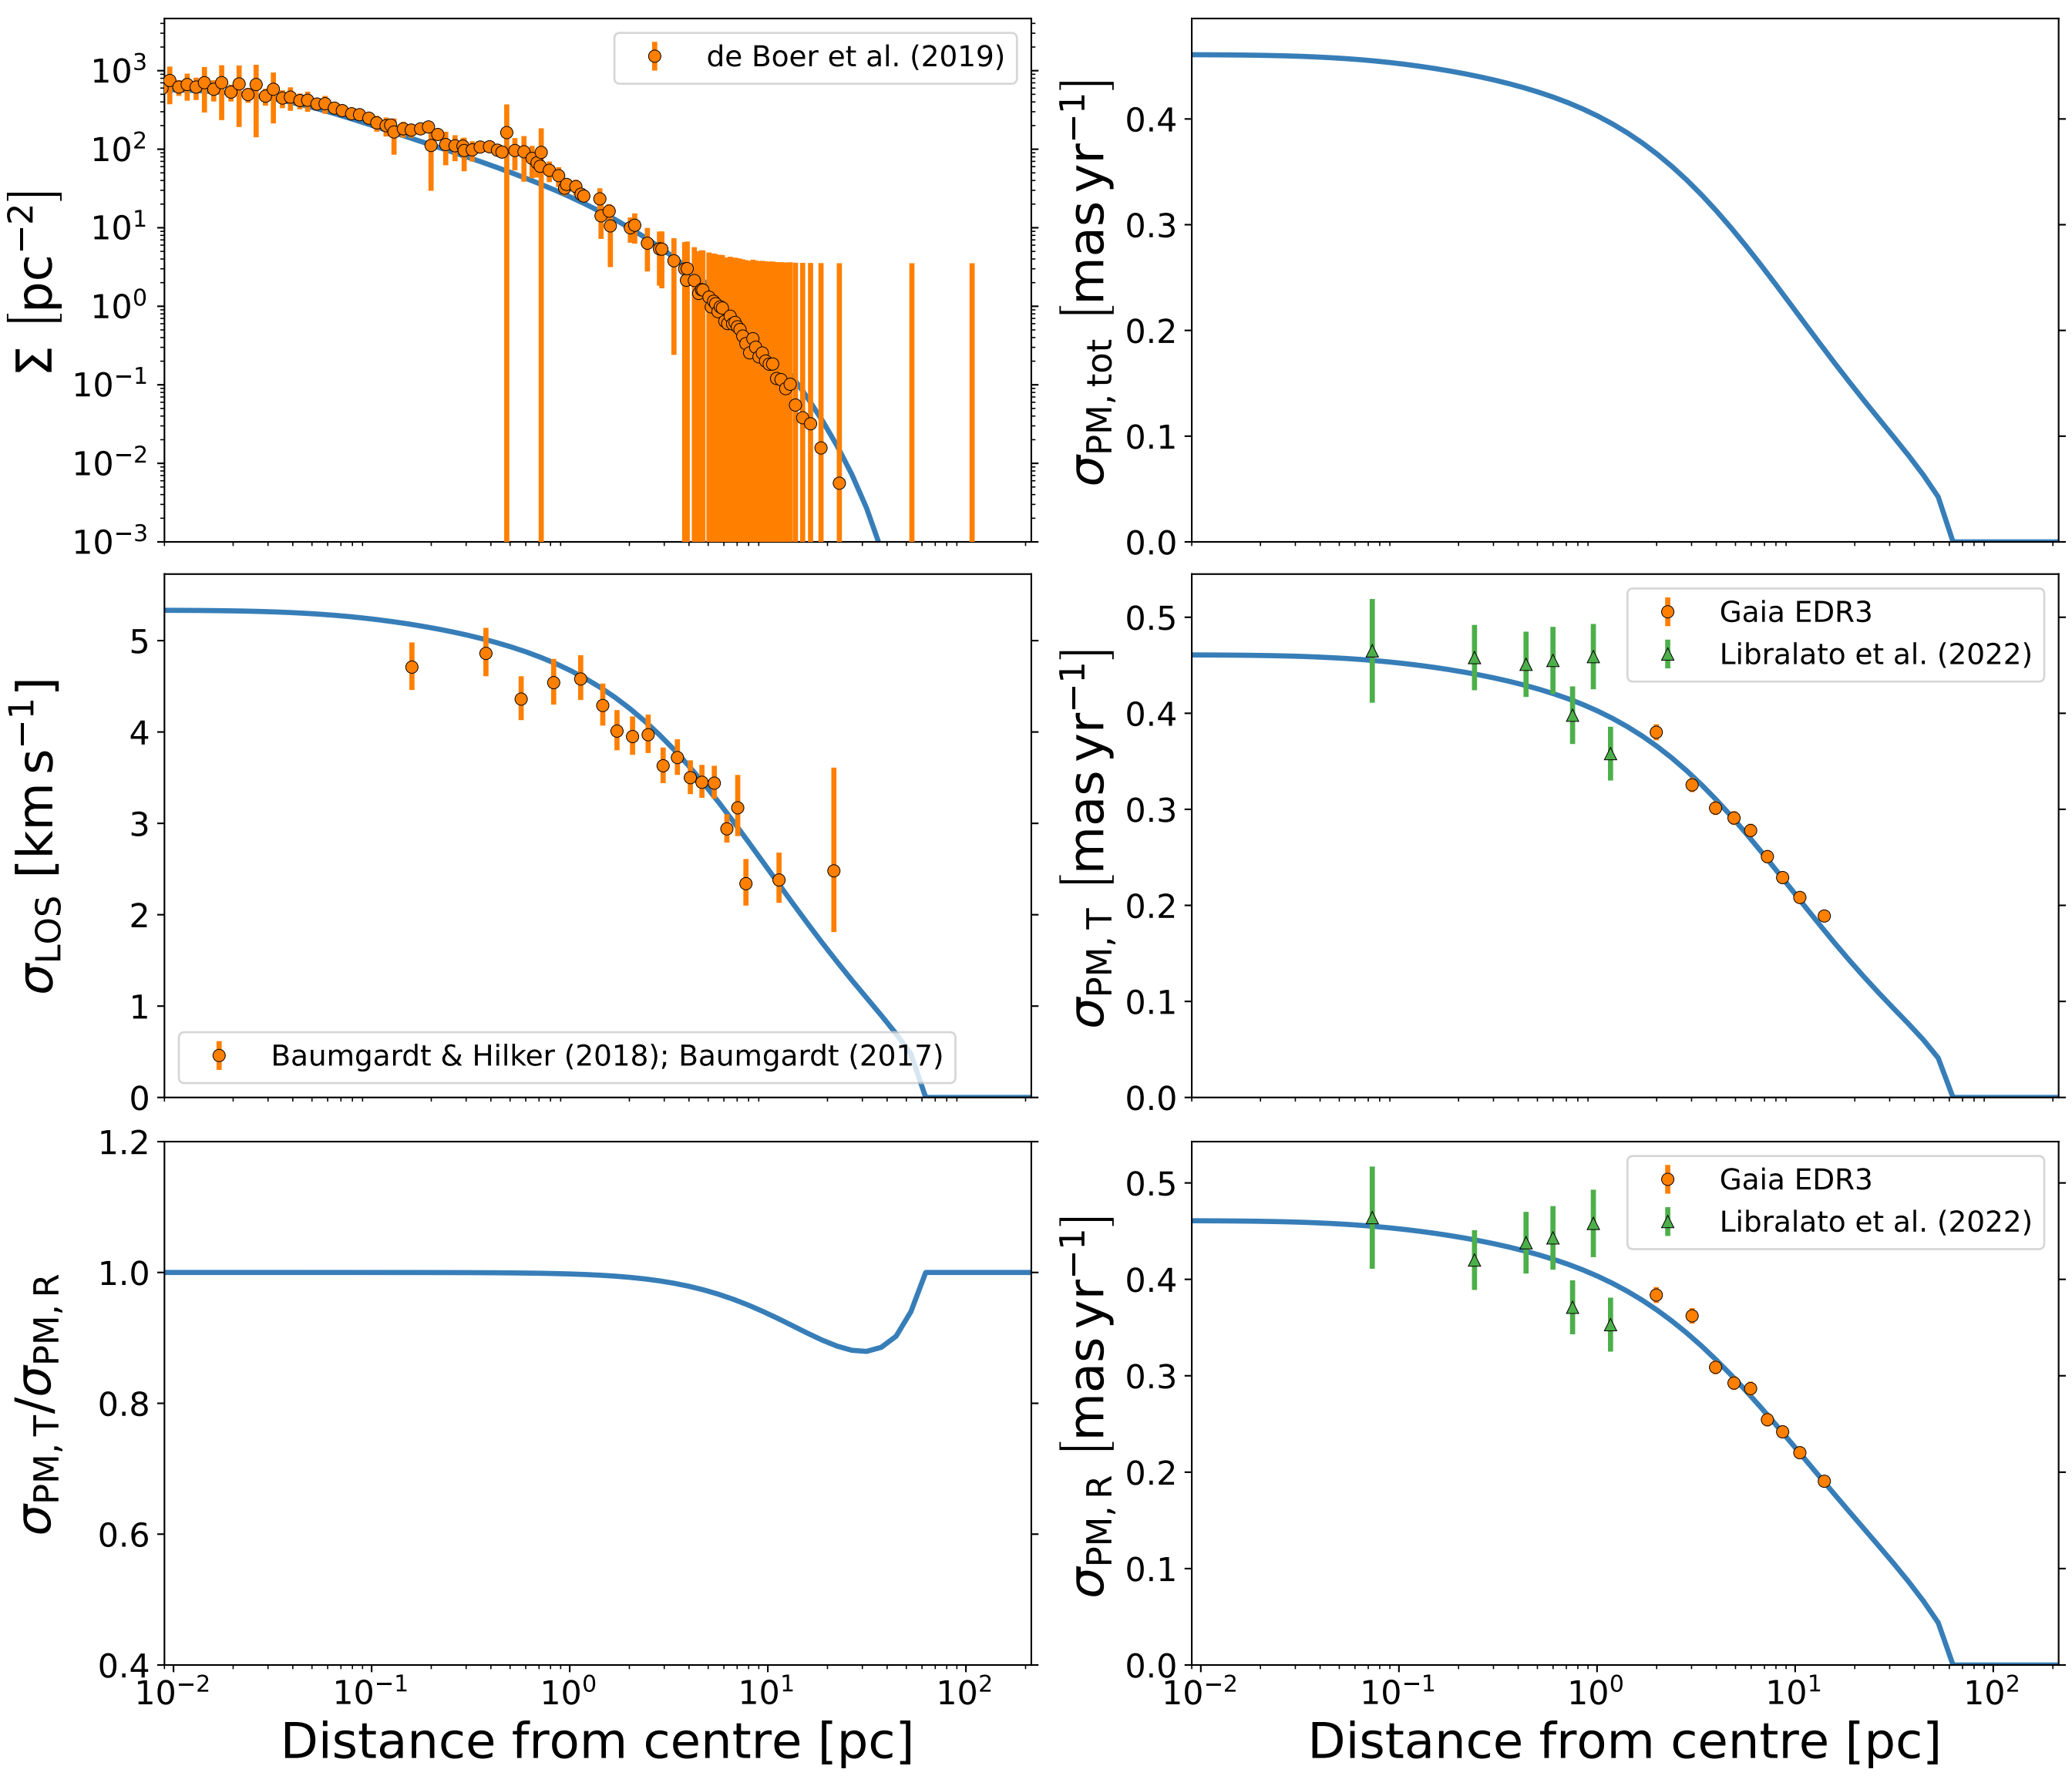 Σ [pc⁻²]
10³
10²
10¹
10⁰
10⁻¹
10⁻²
10⁻³
de Boer et al. (2019)
σPM, tot [mas yr⁻¹]
0.4
0.3
0.2
0.1
0.0
σLOS [km s⁻¹]
5
4
3
2
1
0
Baumgardt & Hilker (2018); Baumgardt (2017)
σPM, T [mas yr⁻¹]
0.5
0.4
0.3
0.2
0.1
0.0
Gaia EDR3
Libralato et al. (2022)
σPM, T/σPM, R
1.2
1.0
0.8
0.6
0.4
10⁻² 10⁻¹ 10⁰ 10¹ 10²
Distance from centre [pc]
σPM, R [mas yr⁻¹]
0.5
0.4
0.3
0.2
0.1
0.0
Gaia EDR3
Libralato et al. (2022)
10⁻² 10⁻¹ 10⁰ 10¹ 10²
Distance from centre [pc]